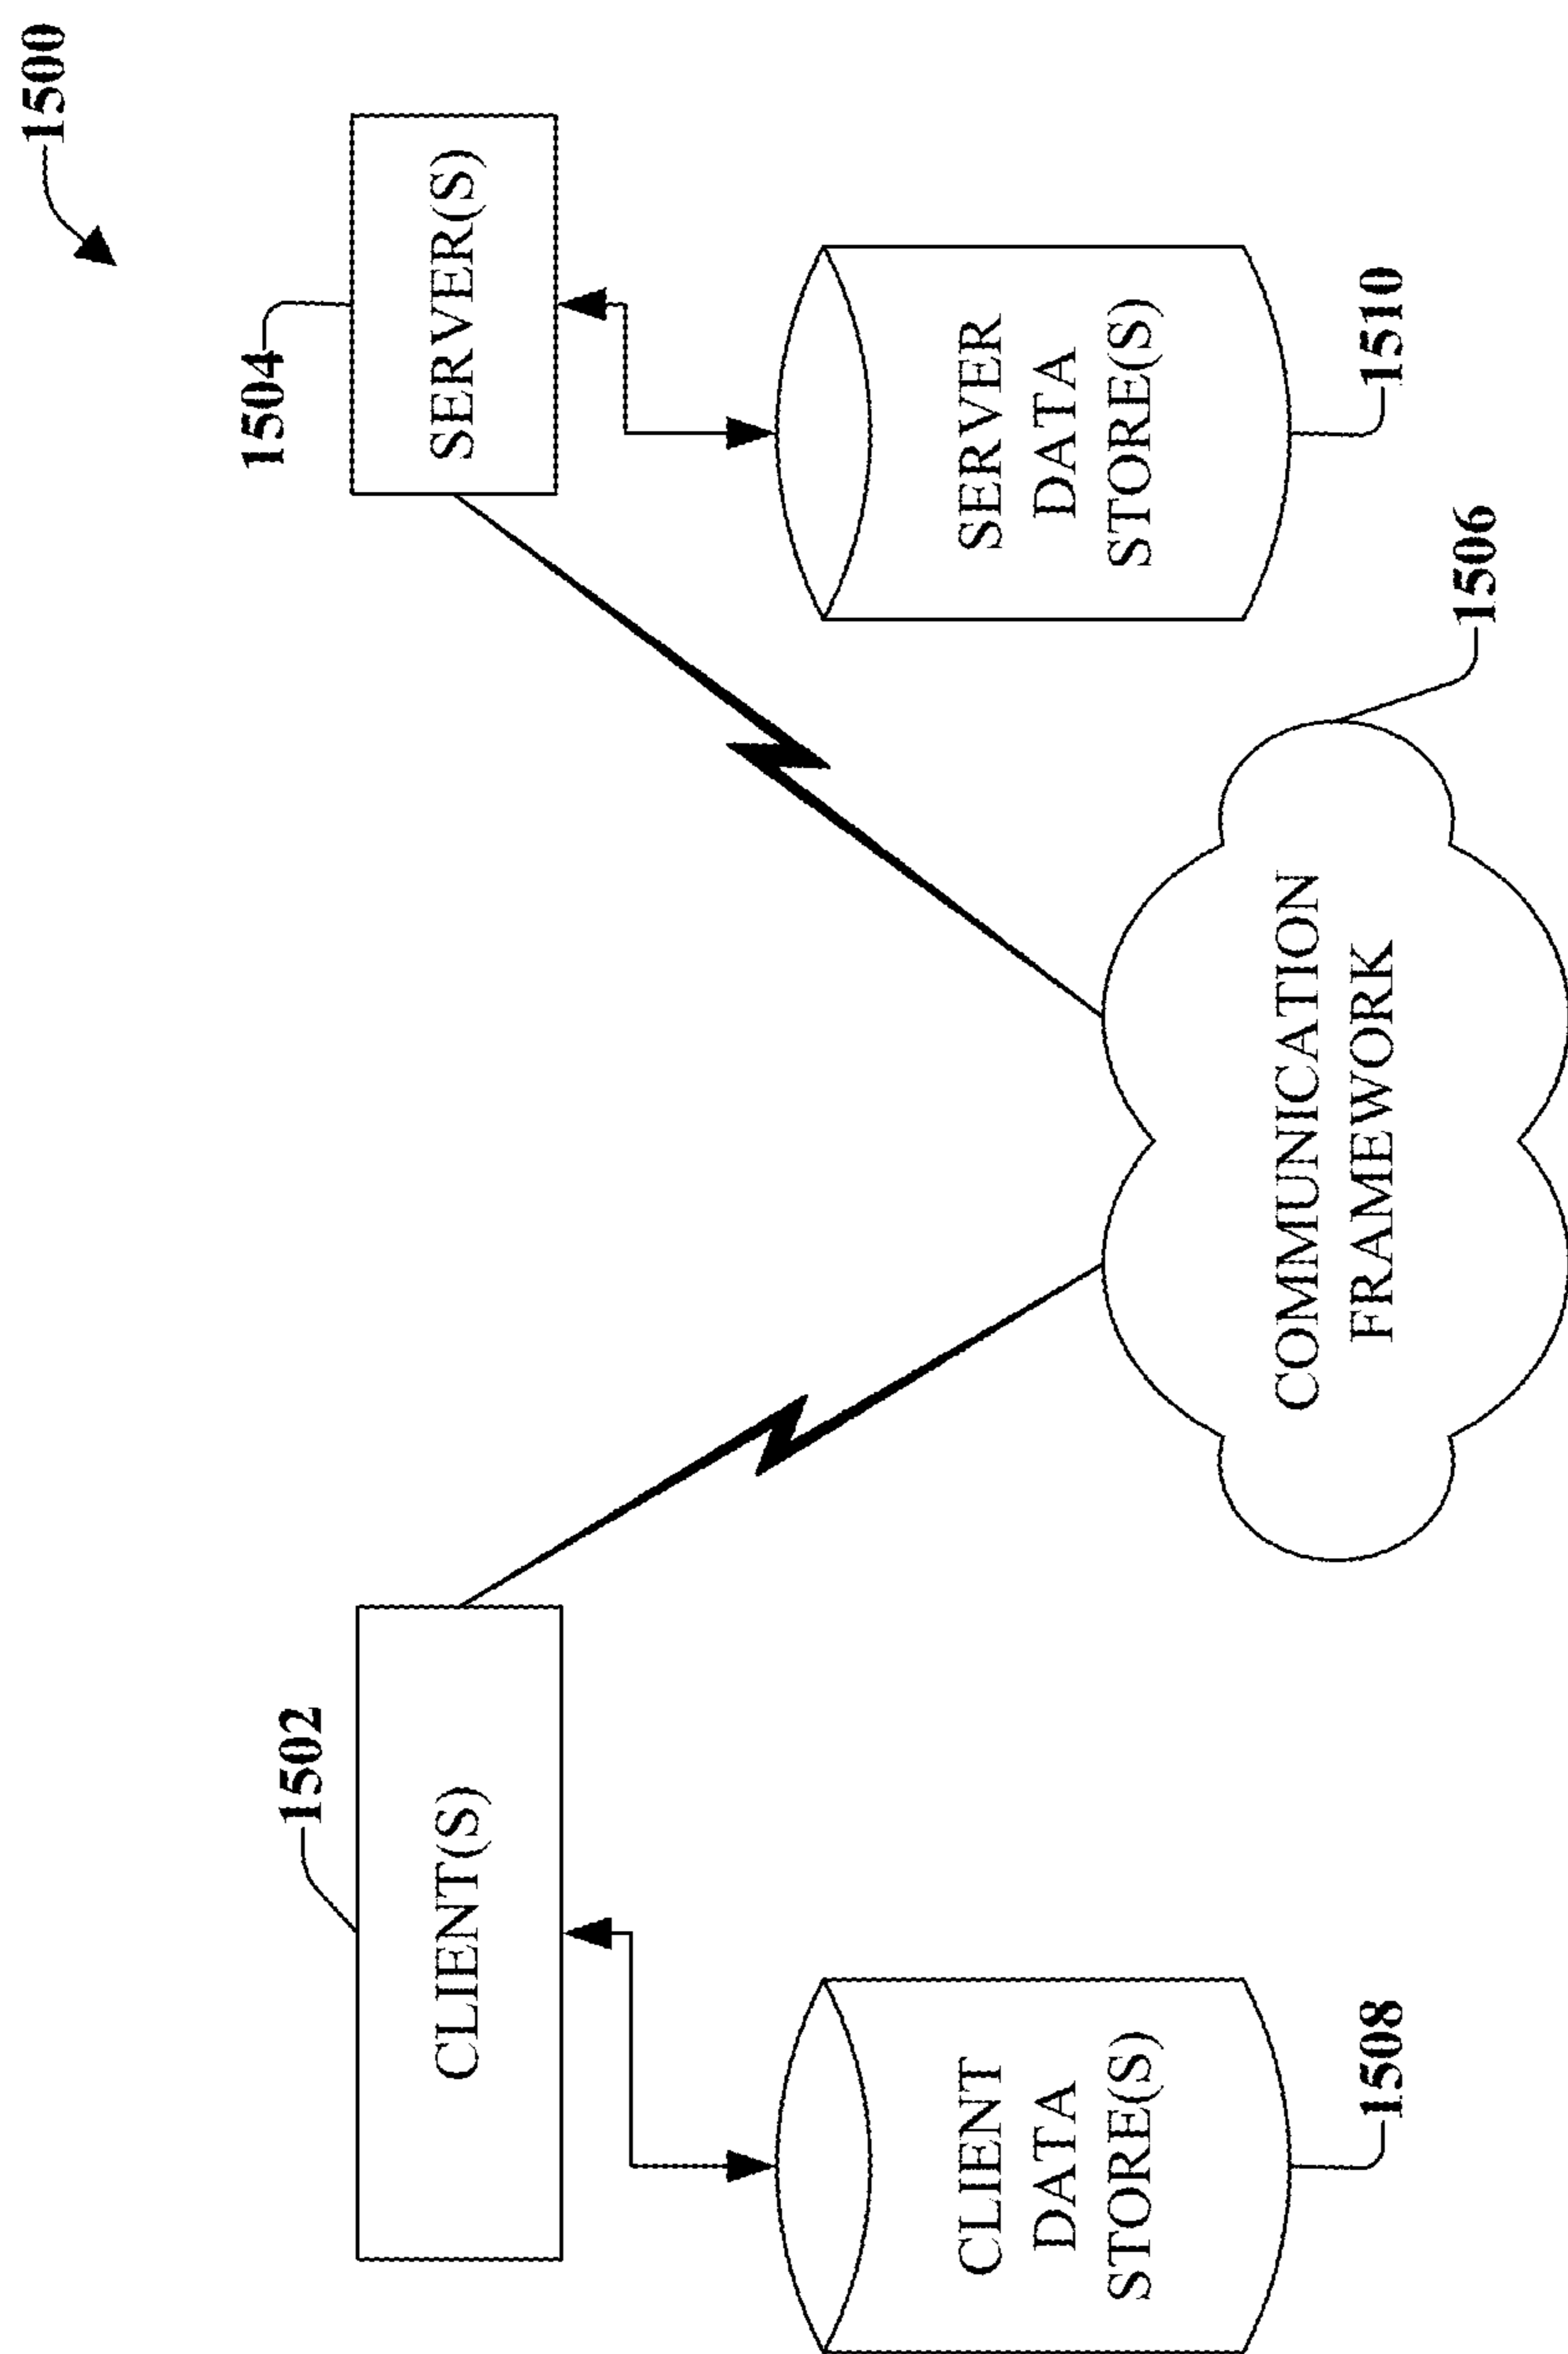 1500
1502
CLIENT(S)
1504
SERVER(S)
CLIENT
DATA
STORE(S)
1508
SERVER
DATA
STORE(S)
1510
COMMUNICATION
FRAMEWORK
1506